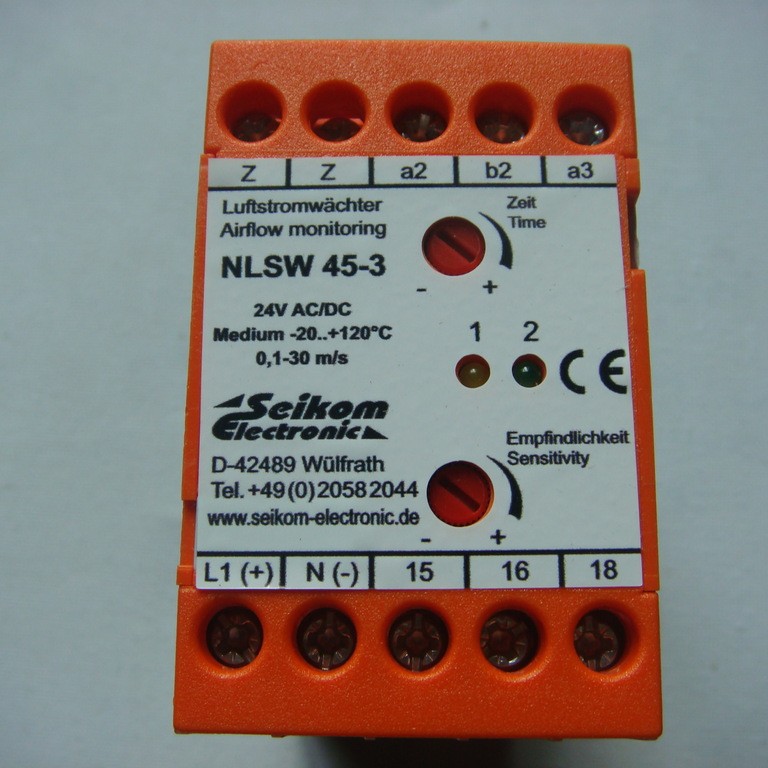 Z Z a2 b2 a3
Luftstromwächter
Airflow monitoring
NLSW 45-3
Zeit
Time
- +
24V AC/DC
Medium -20..+120°C
0,1-30 m/s
1 2
CE
Seikom
Electronic
D-42489 Wülfrath
Tel. +49(0)2058 2044
www.seikom-electronic.de
Empfindlichkeit
Sensitivity
- +
L1 (+) N (-) 15 16 18